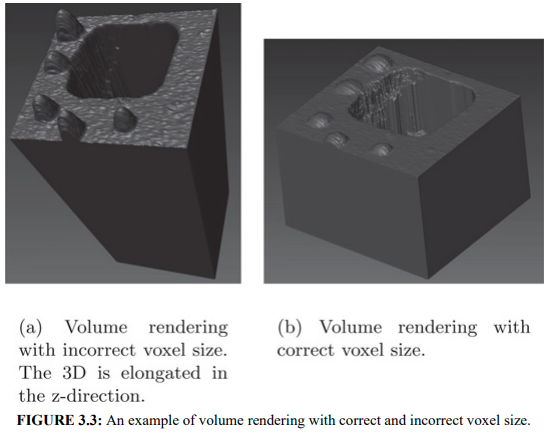 (a) Volume rendering
with incorrect voxel size.
The 3D is elongated in
the z-direction.
(b) Volume rendering with
correct voxel size.
FIGURE 3.3: An example of volume rendering with correct and incorrect voxel size.